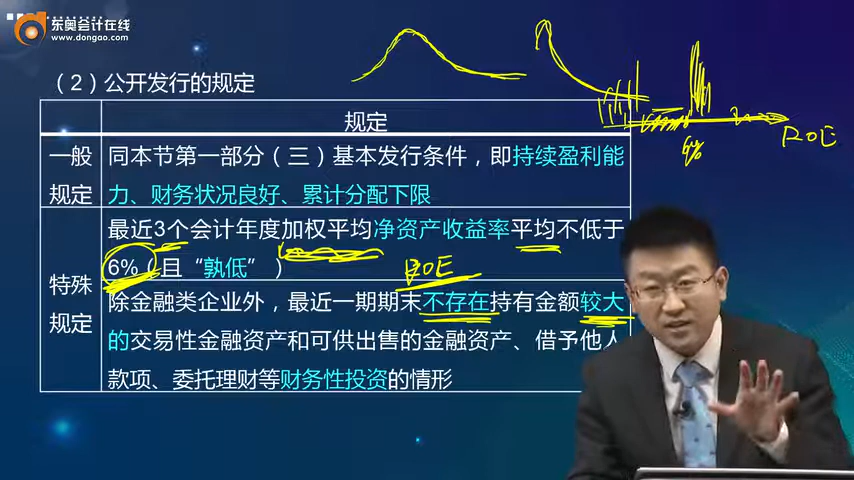 东奥会计在线
www.dongao.com
（2）公开发行的规定
规定
一般规定
同本节第一部分（三）基本发行条件，即持续盈利能
力、财务状况良好、累计分配下限
特殊规定
最近3个会计年度加权平均净资产收益率平均不低于
6%（且“孰低”）
除金融类企业外，最近一期期末不存在持有金额较大
的交易性金融资产和可供出售的金融资产、借予他人
款项、委托理财等财务性投资的情形
ROE
6%
ROE